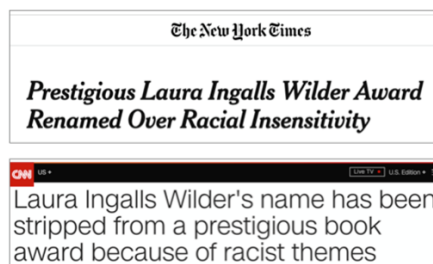 The New York Times
Prestigious Laura Ingalls Wilder Award
Renamed Over Racial Insensitivity
CNN US + Live TV • U.S. Edition +
Laura Ingalls Wilder's name has been
stripped from a prestigious book
award because of racist themes